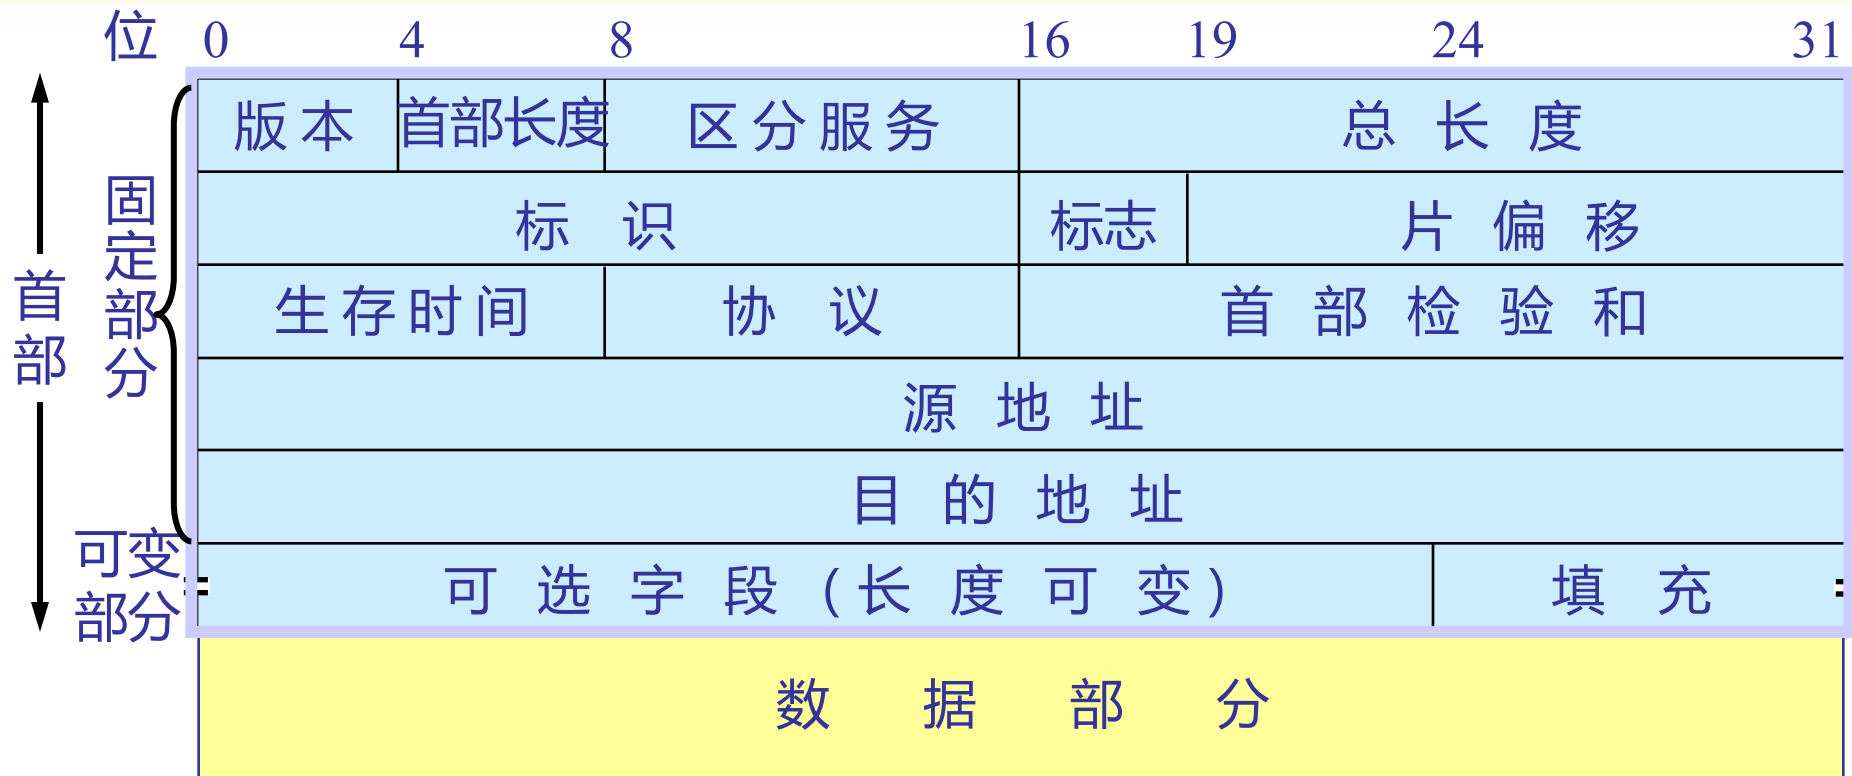 位 0 4 8 16 19 24 31
版本 首部长度 区分服务 总长度
标识 标志 片偏移
生存时间 协议 首部检验和
源地址
目的地址
可选字段(长度可变) 填充
数据部分
首部
固定部分
可变
部分